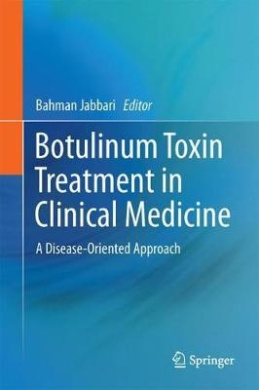 Bahman Jabbari Editor
Botulinum Toxin
Treatment in
Clinical Medicine
A Disease-Oriented Approach
Springer